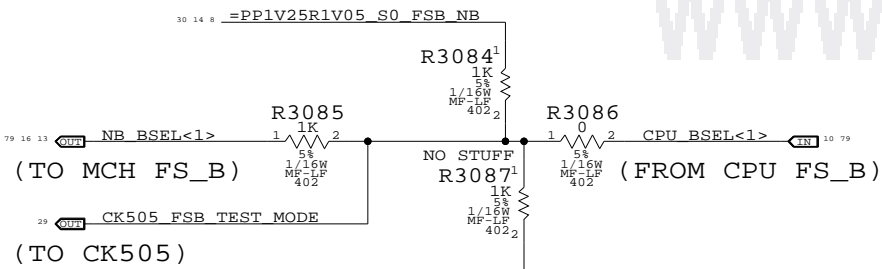 30 14 8 =PP1V25R1V05_S0_FSB_NB
R3084 1
1K
5%
1/16W
MF-LF
402 2
R3085
1K
1 2
5%
1/16W
MF-LF
402
R3086
0
1 2
5%
1/16W
MF-LF
402
79 16 13 OUT NB_BSEL<1>
CPU_BSEL<1> IN 10 79
(TO MCH FS_B)
(FROM CPU FS_B)
NO STUFF
R3087 1
1K
5%
1/16W
MF-LF
402 2
29 OUT CK505_FSB_TEST_MODE
(TO CK505)
www